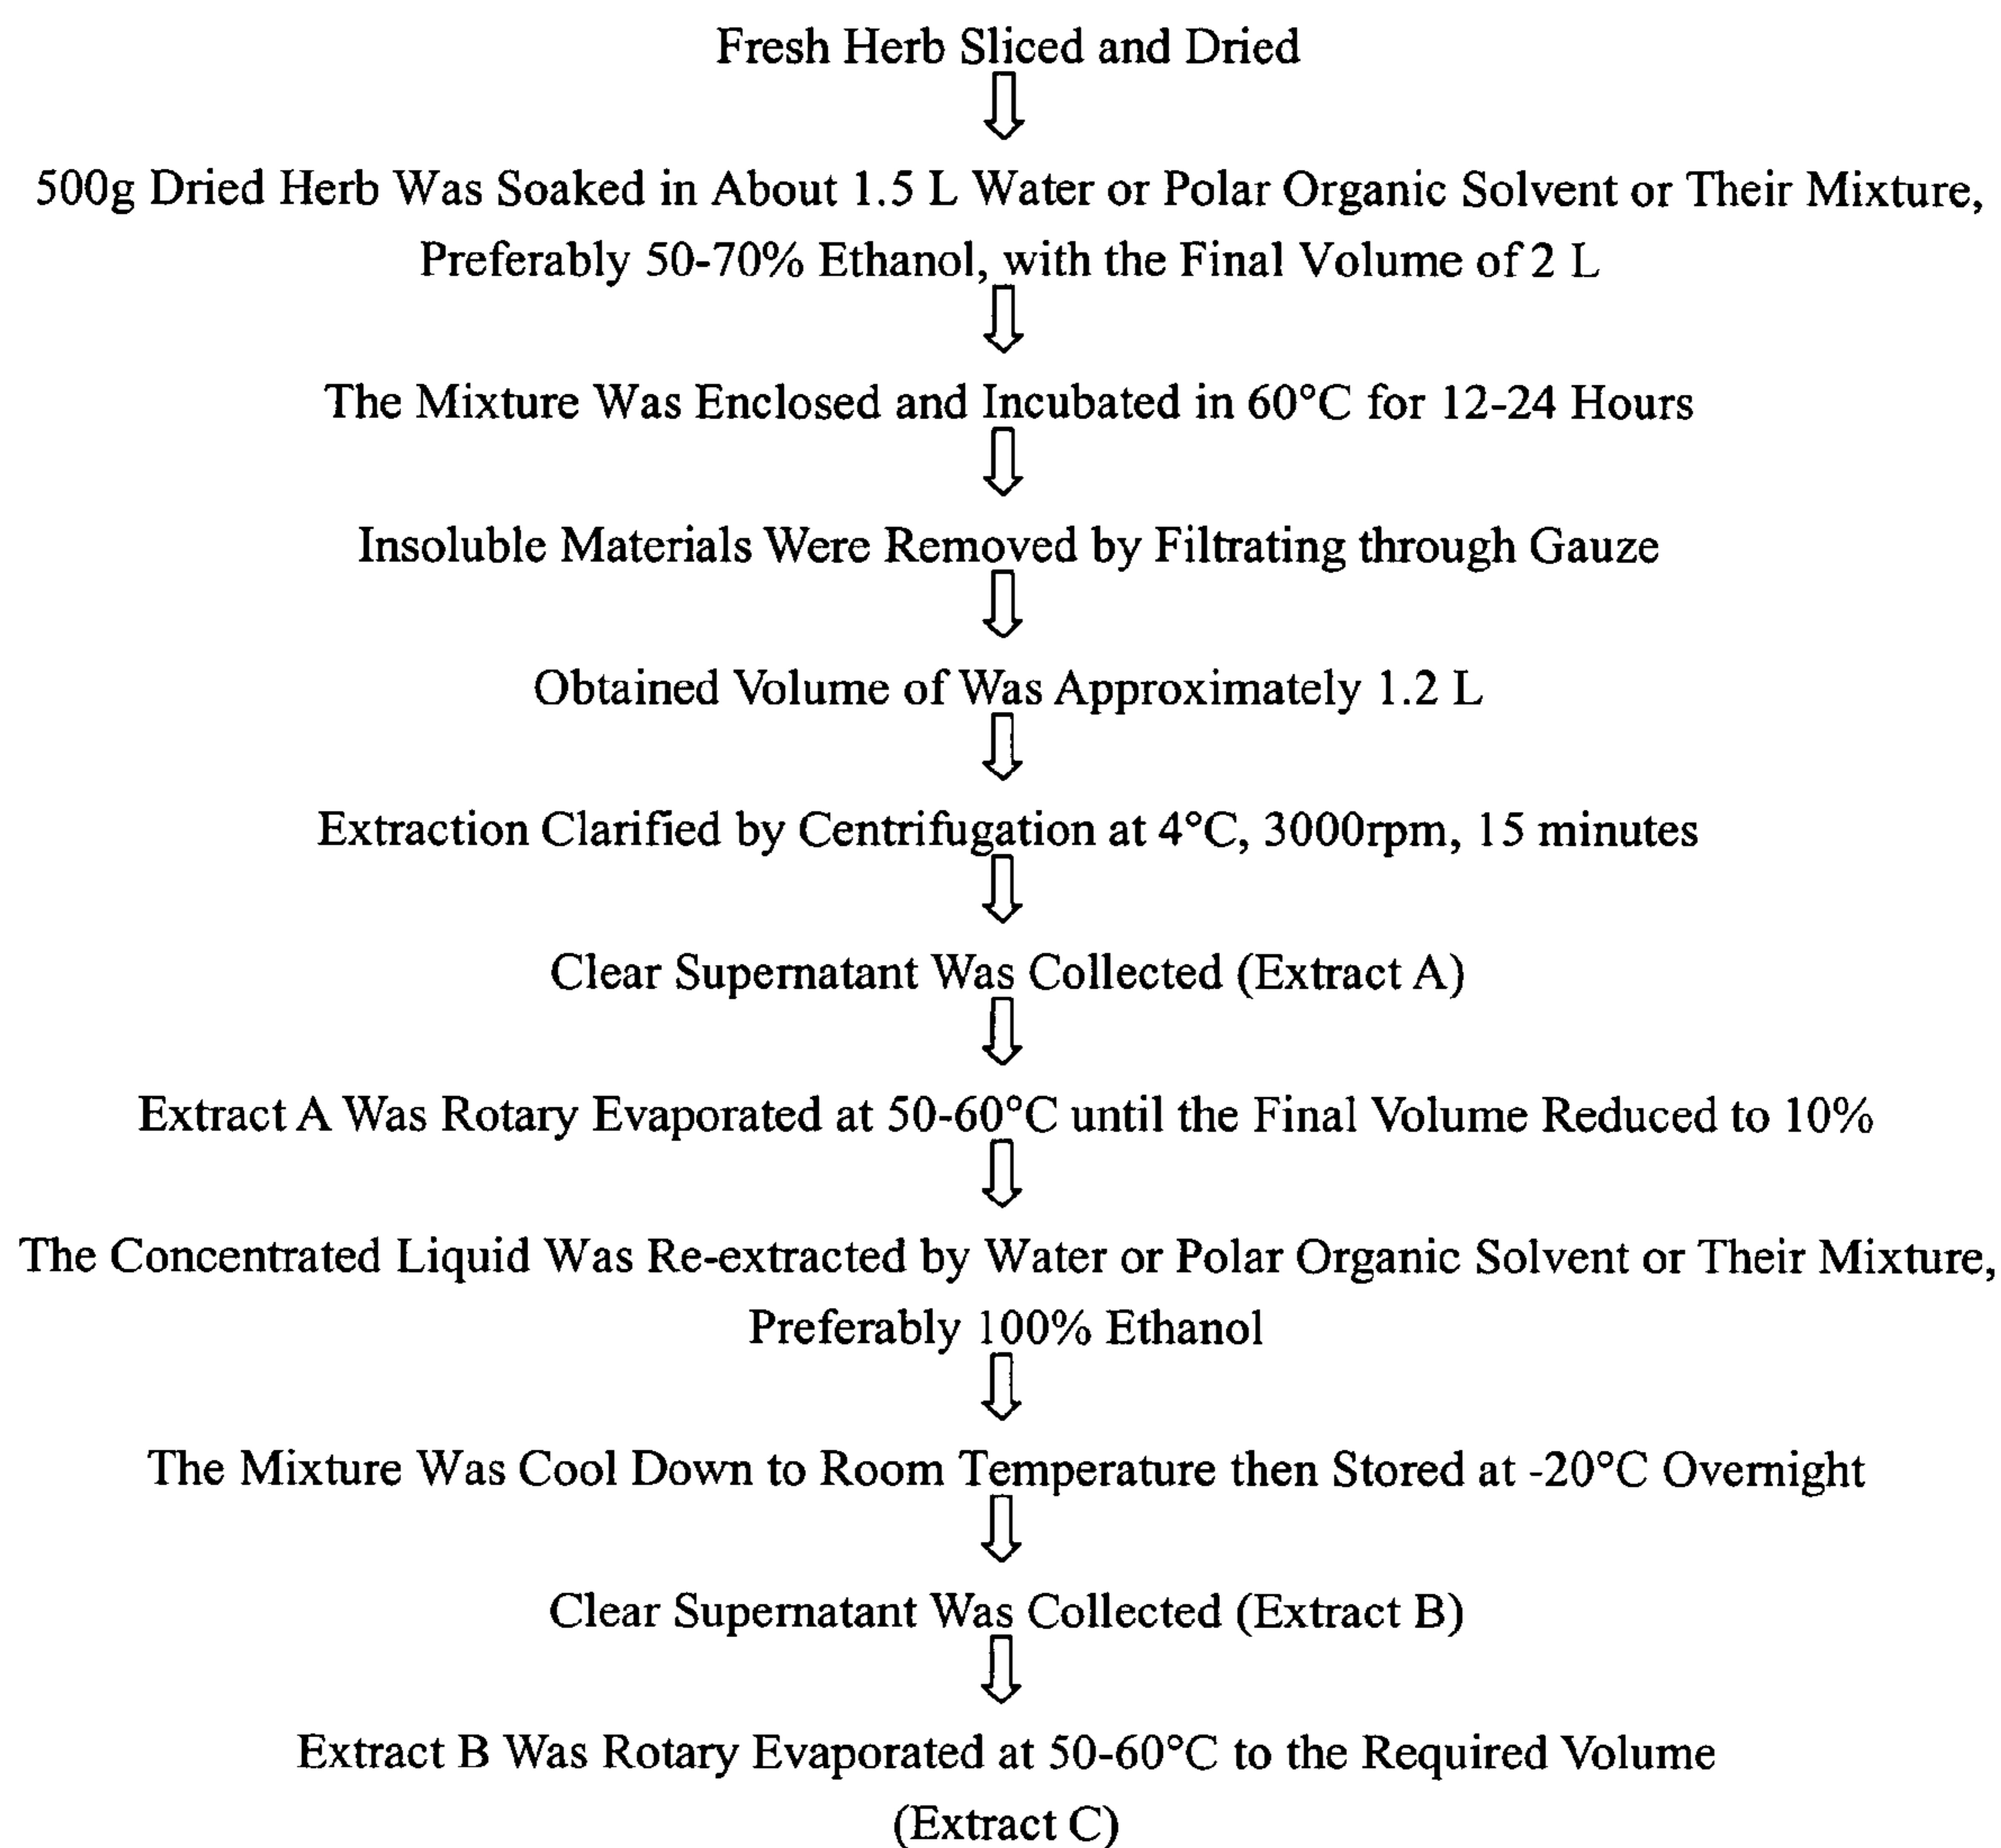 Fresh Herb Sliced and Dried
500g Dried Herb Was Soaked in About 1.5 L Water or Polar Organic Solvent or Their Mixture,
Preferably 50-70% Ethanol, with the Final Volume of 2 L
The Mixture Was Enclosed and Incubated in 60°C for 12-24 Hours
Insoluble Materials Were Removed by Filtrating through Gauze
Obtained Volume of Was Approximately 1.2 L
Extraction Clarified by Centrifugation at 4°C, 3000rpm, 15 minutes
Clear Supernatant Was Collected (Extract A)
Extract A Was Rotary Evaporated at 50-60°C until the Final Volume Reduced to 10%
The Concentrated Liquid Was Re-extracted by Water or Polar Organic Solvent or Their Mixture,
Preferably 100% Ethanol
The Mixture Was Cool Down to Room Temperature then Stored at -20°C Overnight
Clear Supernatant Was Collected (Extract B)
Extract B Was Rotary Evaporated at 50-60°C to the Required Volume
(Extract C)